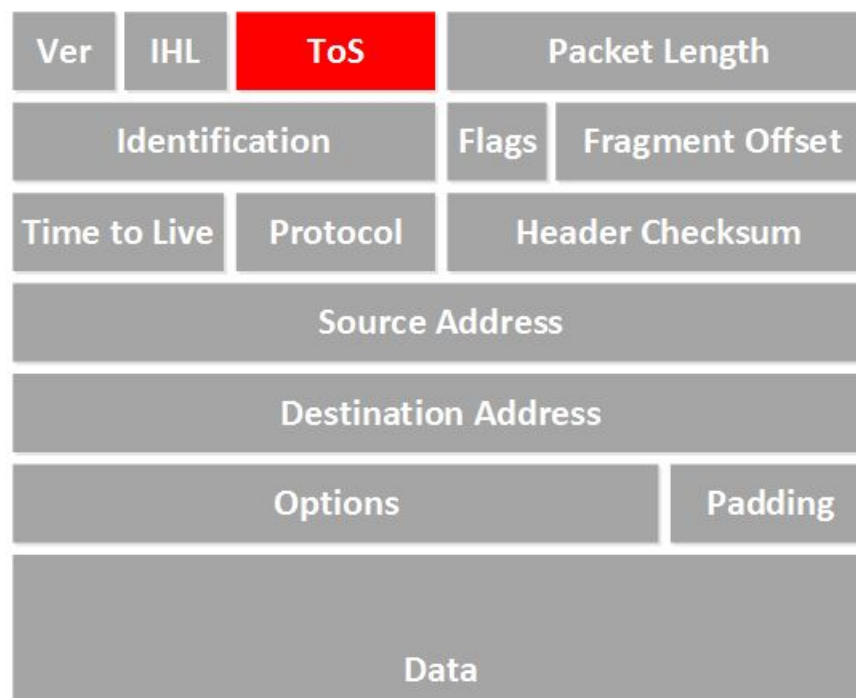 Ver IHL ToS Packet Length
Identification Flags Fragment Offset
Time to Live Protocol Header Checksum
Source Address
Destination Address
Options Padding
Data